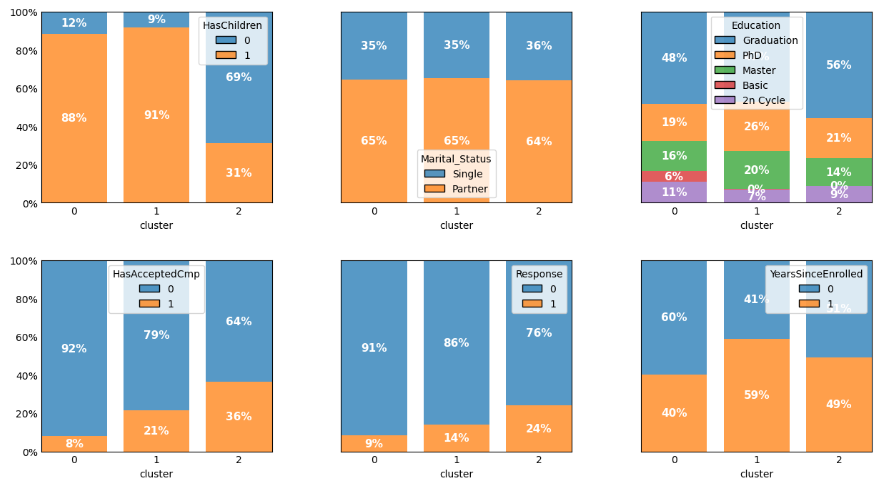 100%
80%
60%
40%
20%
0%
12%
9%
88%
91%
69%
31%
HasChildren
0
1
0 1 2
cluster
35%
35%
36%
65%
65%
64%
Marital_Status
Single
Partner
0 1 2
cluster
Education
Graduation
PhD
Master
Basic
2n Cycle
48%
56%
19%
26%
21%
16%
20%
14%
6%
0%
0%
11%
7%
9%
0 1 2
cluster
100%
80%
60%
40%
20%
0%
HasAcceptedCmp
0
1
92%
79%
64%
8%
21%
36%
0 1 2
cluster
Response
0
1
91%
86%
76%
9%
14%
24%
0 1 2
cluster
YearsSinceEnrolled
0
1
60%
41%
40%
59%
49%
0 1 2
cluster